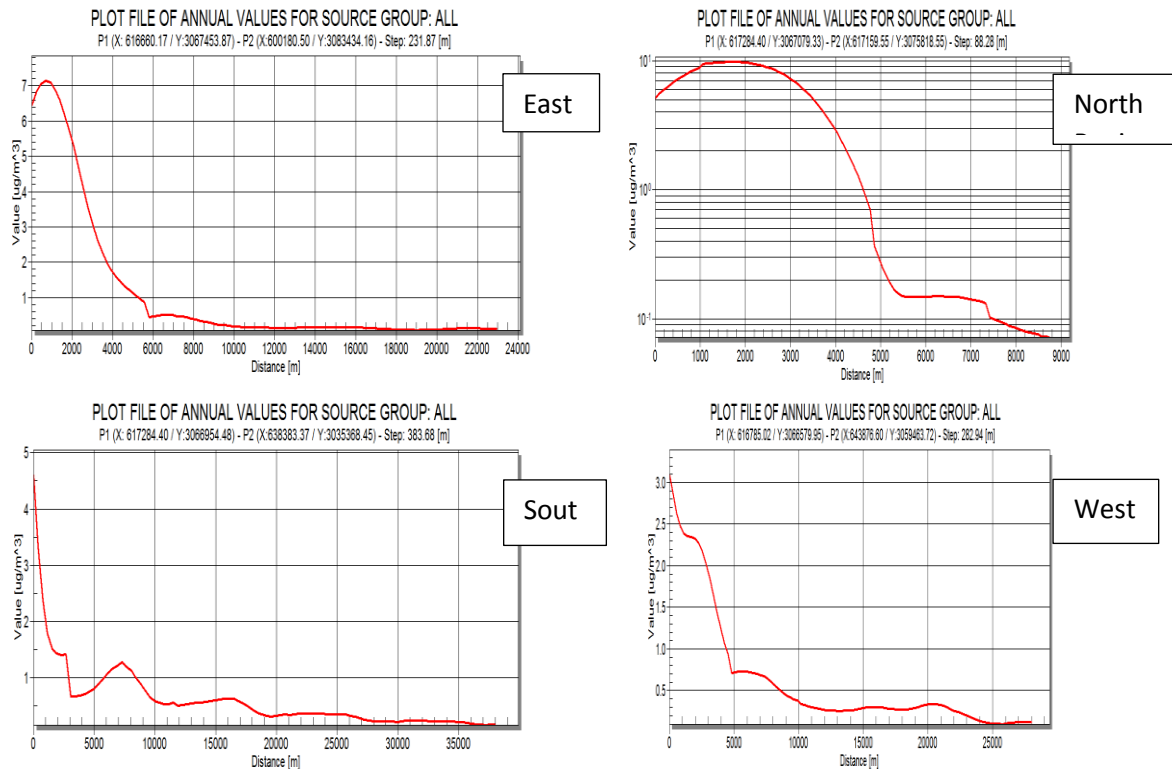 PLOT FILE OF ANNUAL VALUES FOR SOURCE GROUP: ALL
P1 (X: 616660.17 / Y:3067453.87) - P2 (X:600180.50 / Y:3083434.16) - Step: 231.87 [m]
East
Value [ug/m^3]
7
6
5
4
3
2
1
0 2000 4000 6000 8000 10000 12000 14000 16000 18000 20000 22000 24000
Distance [m]
PLOT FILE OF ANNUAL VALUES FOR SOURCE GROUP: ALL
P1 (X: 617284.40 / Y:3067079.33) - P2 (X:617159.55 / Y:3075818.55) - Step: 88.28 [m]
North
Value [ug/m^3]
10^1
10^0
10^-1
0 1000 2000 3000 4000 5000 6000 7000 8000 9000
Distance [m]
PLOT FILE OF ANNUAL VALUES FOR SOURCE GROUP: ALL
P1 (X: 617284.40 / Y:3066954.48) - P2 (X:638383.37 / Y:3035368.45) - Step: 383.68 [m]
Sout
Value [ug/m^3]
5
4
3
2
1
0 5000 10000 15000 20000 25000 30000 35000
Distance [m]
PLOT FILE OF ANNUAL VALUES FOR SOURCE GROUP: ALL
P1 (X: 616785.02 / Y:3066579.95) - P2 (X:643876.60 / Y:3059463.72) - Step: 282.94 [m]
West
Value [ug/m^3]
3.0
2.5
2.0
1.5
1.0
0.5
0 5000 10000 15000 20000 25000
Distance [m]